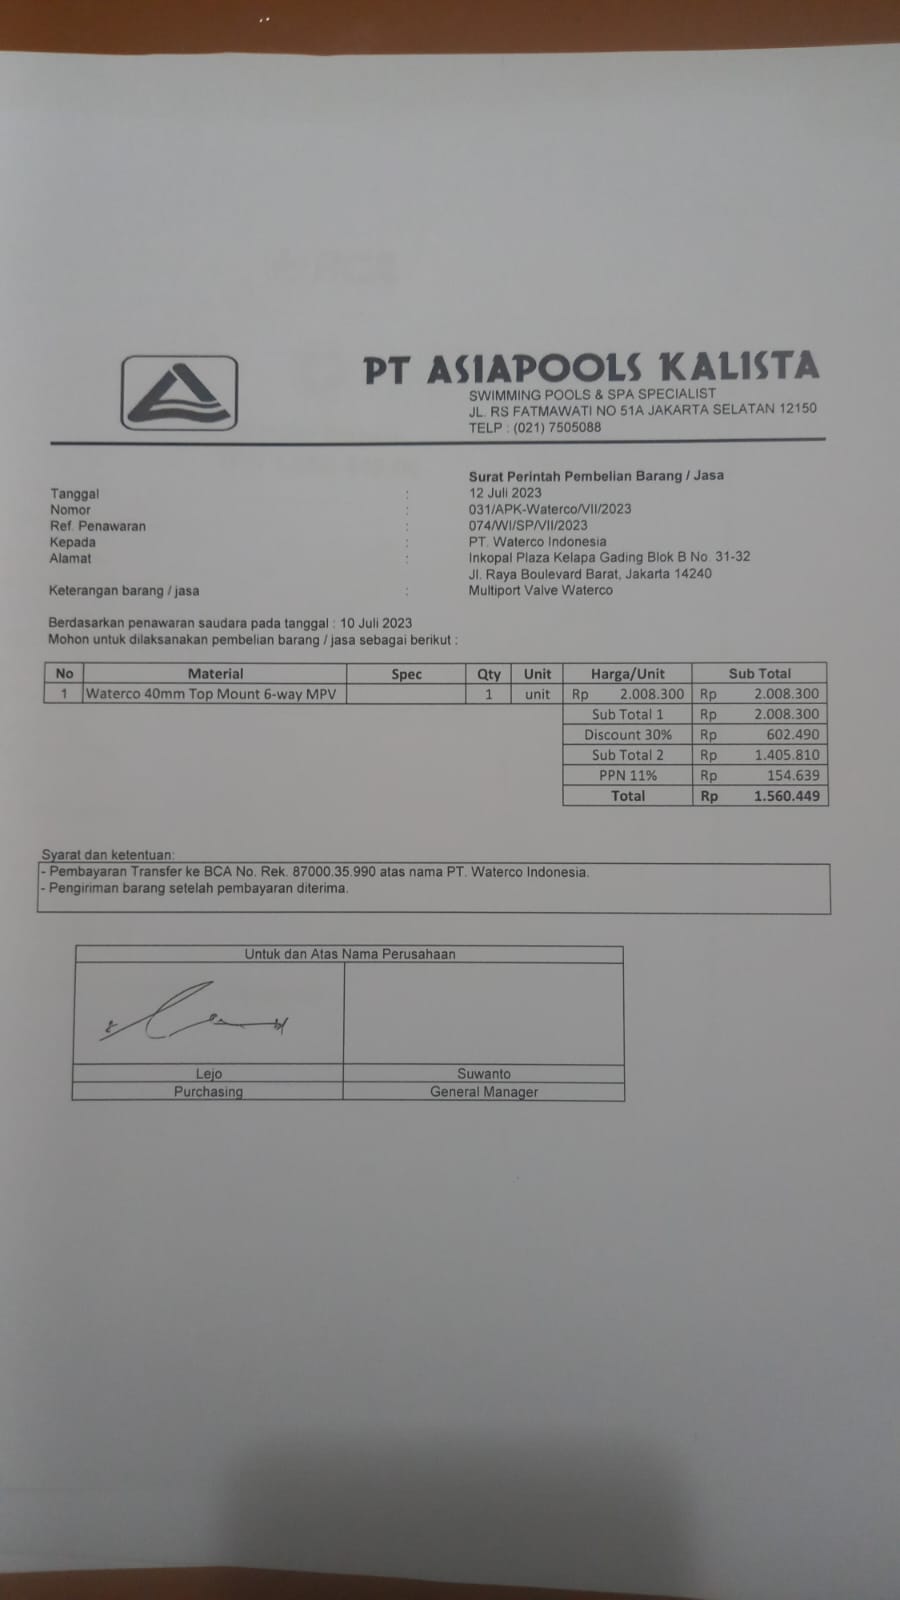 PT ASIAPOOLS KALISTA
SWIMMING POOLS & SPA SPECIALIST
JL. RS FATMAWATI NO 51A JAKARTA SELATAN 12150
TELP : (021) 7505088
Surat Perintah Pembelian Barang / Jasa
Tanggal : 12 Juli 2023
Nomor : 031/APK-Waterco/VII/2023
Ref. Penawaran : 074/WI/SP/VII/2023
Kepada : PT. Waterco Indonesia
Alamat : Inkopal Plaza Kelapa Gading Blok B No. 31-32
Jl. Raya Boulevard Barat, Jakarta 14240
Keterangan barang / jasa : Multiport Valve Waterco
Berdasarkan penawaran saudara pada tanggal : 10 Juli 2023
Mohon untuk dilaksanakan pembelian barang / jasa sebagai berikut :
No Material Spec Qty Unit Harga/Unit Sub Total
1 Waterco 40mm Top Mount 6-way MPV 1 unit Rp 2.008.300 Rp 2.008.300
Sub Total 1 Rp 2.008.300
Discount 30% Rp 602.490
Sub Total 2 Rp 1.405.810
PPN 11% Rp 154.639
Total Rp 1.560.449
Syarat dan ketentuan:
- Pembayaran Transfer ke BCA No. Rek. 87000.35.990 atas nama PT. Waterco Indonesia.
- Pengiriman barang setelah pembayaran diterima.
Untuk dan Atas Nama Perusahaan
Lejo Suwanto
Purchasing General Manager